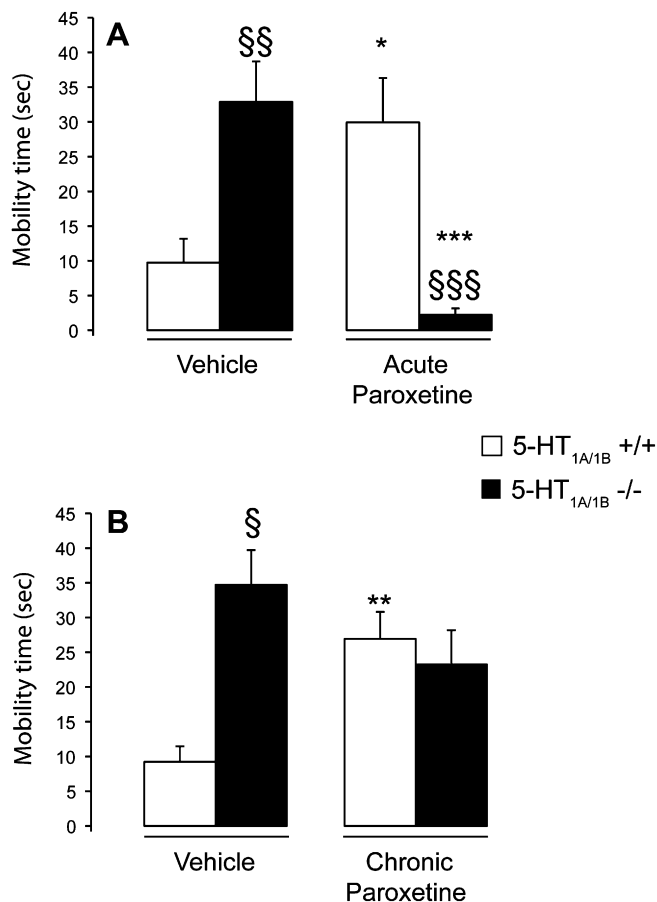 A
Mobility time (sec)
45
40
35
30
25
20
15
10
5
0
§§
*
***
§§§
Vehicle
Acute
Paroxetine
5-HT1A/1B +/+
5-HT1A/1B -/-
B
Mobility time (sec)
45
40
35
30
25
20
15
10
5
0
§
**
Vehicle
Chronic
Paroxetine